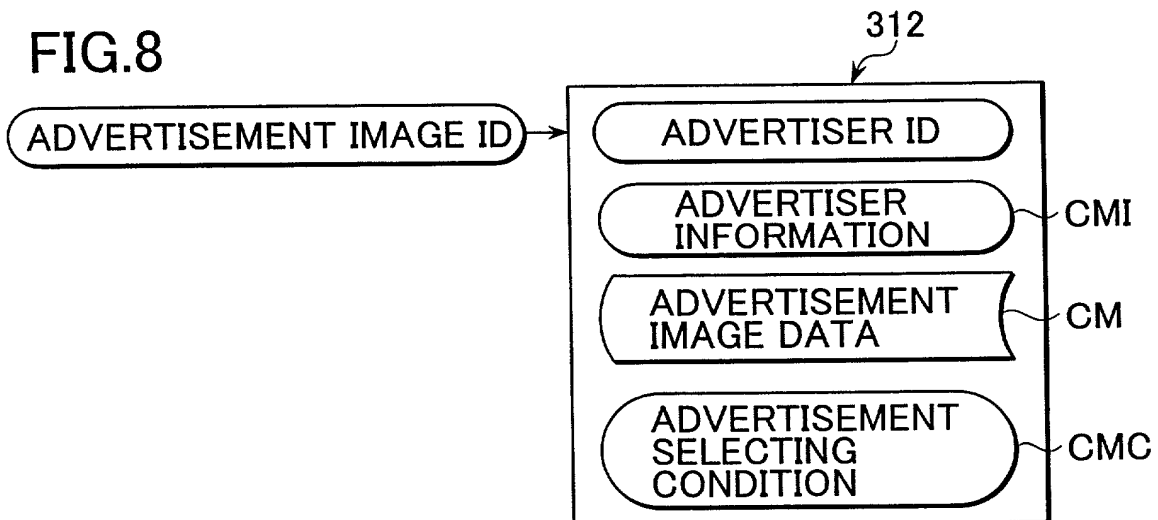 FIG.8
312
ADVERTISEMENT IMAGE ID
ADVERTISER ID
ADVERTISER
INFORMATION
CMI
ADVERTISEMENT
IMAGE DATA
CM
ADVERTISEMENT
SELECTING
CONDITION
CMC